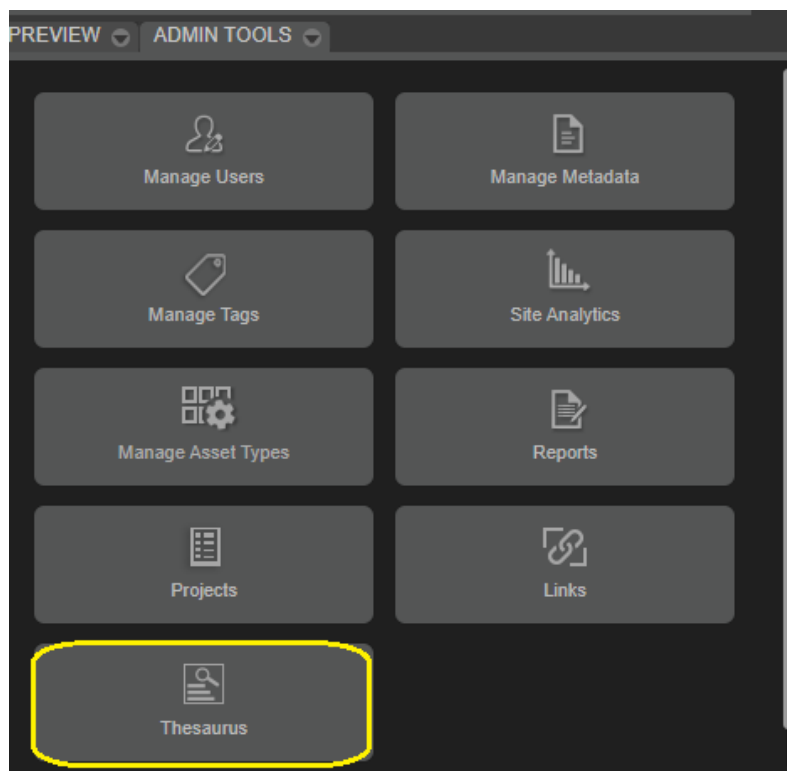 PREVIEW ADMIN TOOLS
Manage Users Manage Metadata
Manage Tags Site Analytics
Manage Asset Types Reports
Projects Links
Thesaurus